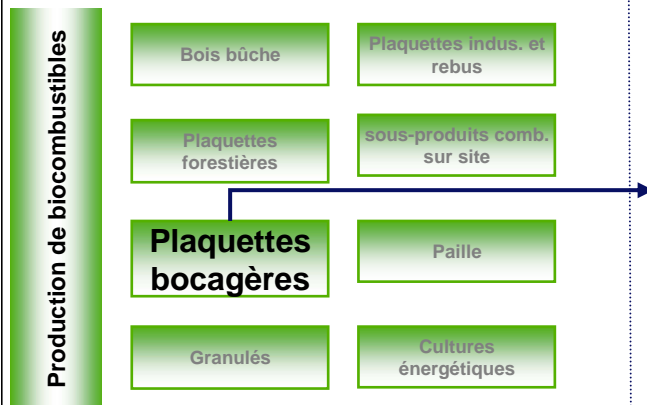 Production de biocombustibles
Bois bûche
Plaquettes indus. et
rebus
Plaquettes
forestières
sous-produits comb.
sur site
Plaquettes
bocagères
Paille
Granulés
Cultures
énergétiques